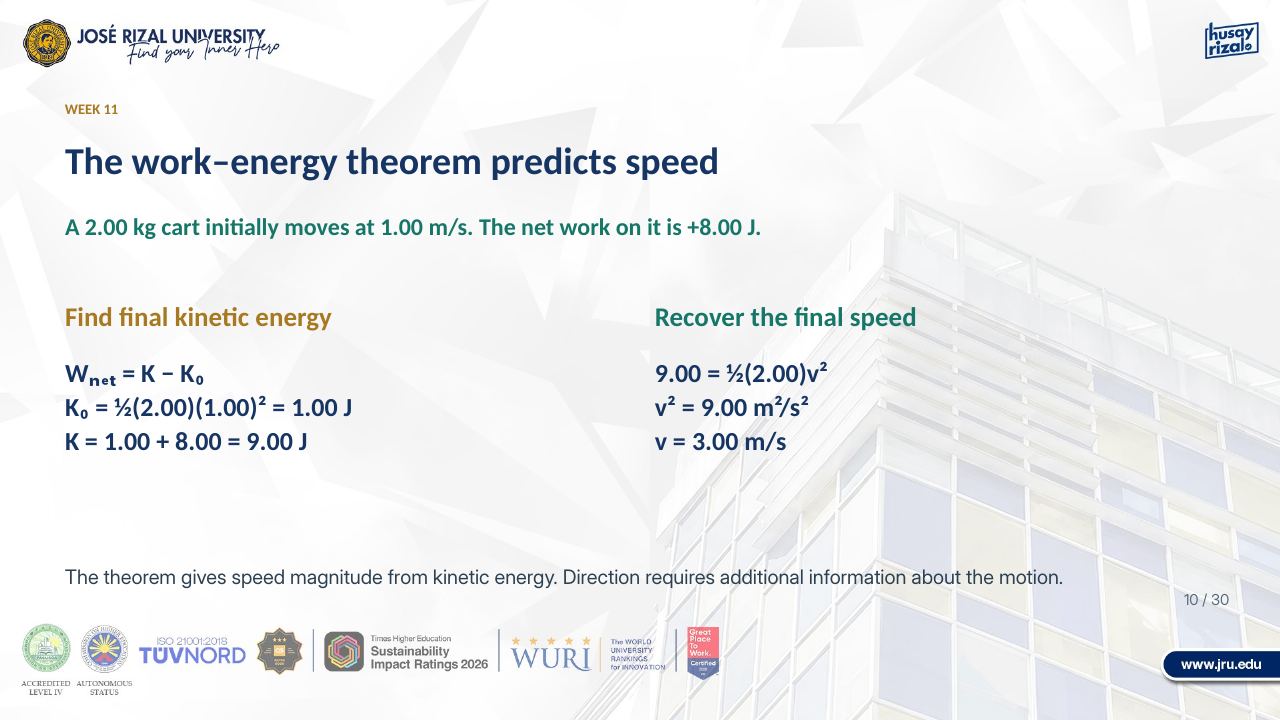 JOSÉ RIZAL UNIVERSITY
Find your Inner Hero
husay
rizal
WEEK 11
The work–energy theorem predicts speed
A 2.00 kg cart initially moves at 1.00 m/s. The net work on it is +8.00 J.
Find final kinetic energy
Wₙₑₜ = K − K₀
K₀ = ½(2.00)(1.00)² = 1.00 J
K = 1.00 + 8.00 = 9.00 J
Recover the final speed
9.00 = ½(2.00)v²
v² = 9.00 m²/s²
v = 3.00 m/s
The theorem gives speed magnitude from kinetic energy. Direction requires additional information about the motion.
10 / 30
ACCREDITED
LEVEL IV
AUTONOMOUS
STATUS
ISO 21001:2018
TÜVNORD
Times Higher Education
Sustainability
Impact Ratings 2026
WURI
The WORLD
UNIVERSITY
RANKINGS
for INNOVATION
Great
Place
To
Work.
Certified
www.jru.edu